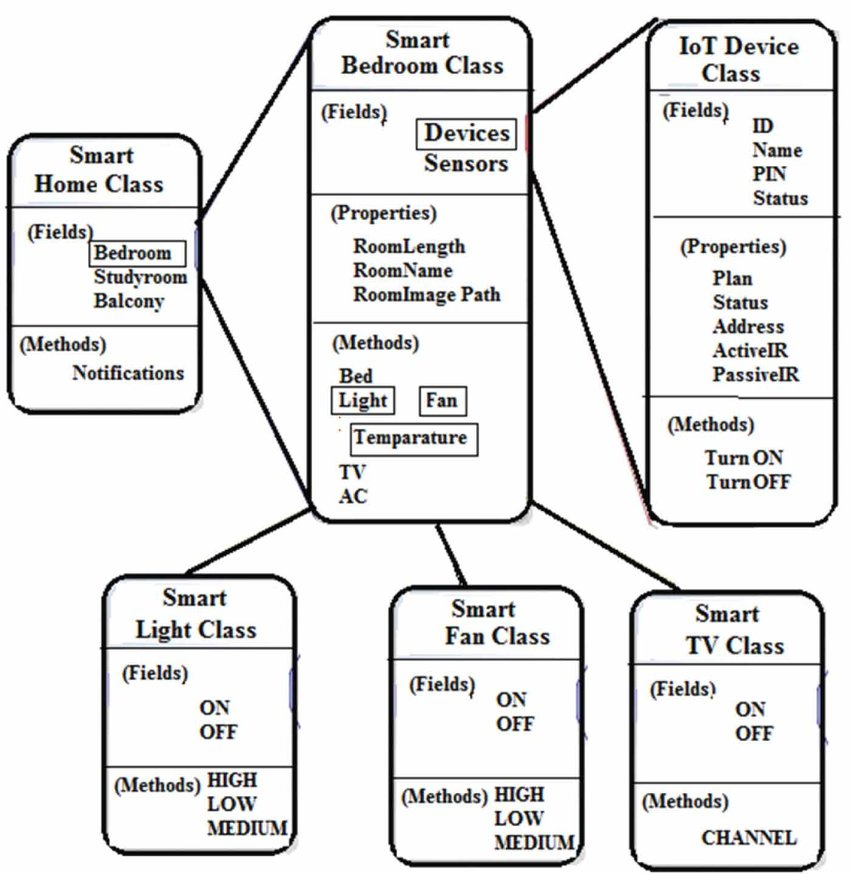 Smart
Home Class
(Fields)
Bedroom
Studyroom
Balcony
(Methods)
Notifications
Smart
Bedroom Class
(Fields)
Devices
Sensors
(Properties)
RoomLength
RoomName
RoomImage Path
(Methods)
Bed
Light Fan
Temparature
TV
AC
IoT Device
Class
(Fields)
ID
Name
PIN
Status
(Properties)
Plan
Status
Address
ActiveIR
PassiveIR
(Methods)
Turn ON
Turn OFF
Smart
Light Class
(Fields)
ON
OFF
(Methods) HIGH
LOW
MEDIUM
Smart
Fan Class
(Fields)
ON
OFF
(Methods) HIGH
LOW
MEDIUM
Smart
TV Class
(Fields)
ON
OFF
(Methods)
CHANNEL